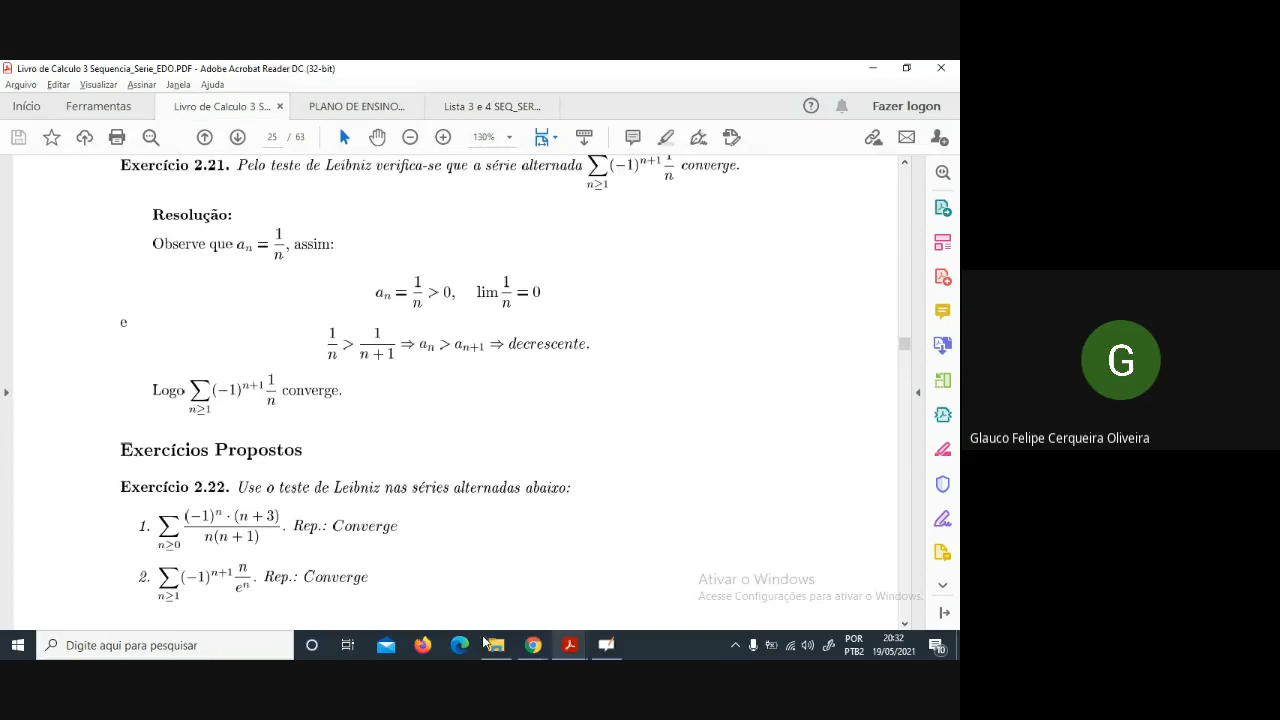 Livro de Calculo 3 Sequencia_Serie_EDO.PDF - Adobe Acrobat Reader DC (32-bit)
Arquivo Editar Visualizar Assinar Janela Ajuda
Início Ferramentas Livro de Calculo 3 S... × PLANO DE ENSINO... Lista 3 e 4 SEQ_SER... Fazer logon
25 / 63 130%
Exercício 2.21. Pelo teste de Leibniz verifica-se que a série alternada ∑_{n≥1} (−1)^{n+1} 1/n converge.
Resolução:
Observe que a_n = 1/n, assim:
a_n = 1/n > 0, lim 1/n = 0
e
1/n > 1/(n+1) ⇒ a_n > a_{n+1} ⇒ decrescente.
Logo ∑_{n≥1} (−1)^{n+1} 1/n converge.
Exercícios Propostos
Exercício 2.22. Use o teste de Leibniz nas séries alternadas abaixo:
1. ∑_{n≥0} ((−1)^n · (n + 3))/(n(n + 1)). Rep.: Converge
2. ∑_{n≥1} (−1)^{n+1} n/e^n. Rep.: Converge
Ativar o Windows
Acesse Configurações para ativar o Windows.
Digite aqui para pesquisar
POR
PTB2
20:32
19/05/2021
10
G
Glauco Felipe Cerqueira Oliveira